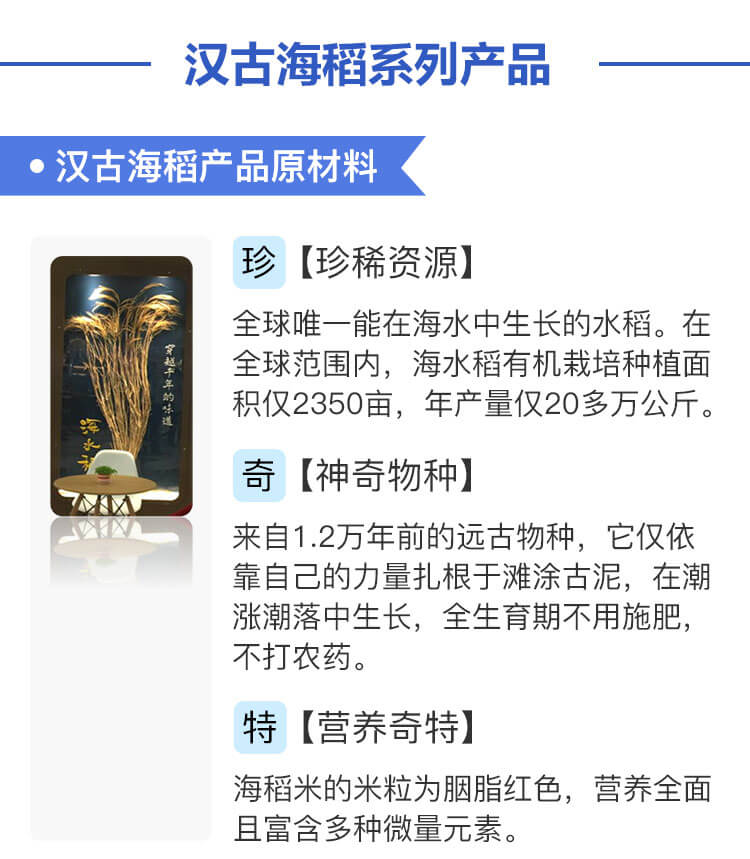 汉古海稻系列产品
• 汉古海稻产品原材料
珍【珍稀资源】
全球唯一能在海水中生长的水稻。在
全球范围内，海水稻有机栽培种植面
积仅2350亩，年产量仅20多万公斤。
奇【神奇物种】
来自1.2万年前的远古物种，它仅依
靠自己的力量扎根于滩涂古泥，在潮
涨潮落中生长，全生育期不用施肥，
不打农药。
特【营养奇特】
海稻米的米粒为胭脂红色，营养全面
且富含多种微量元素。
穿越千年的味道
海水